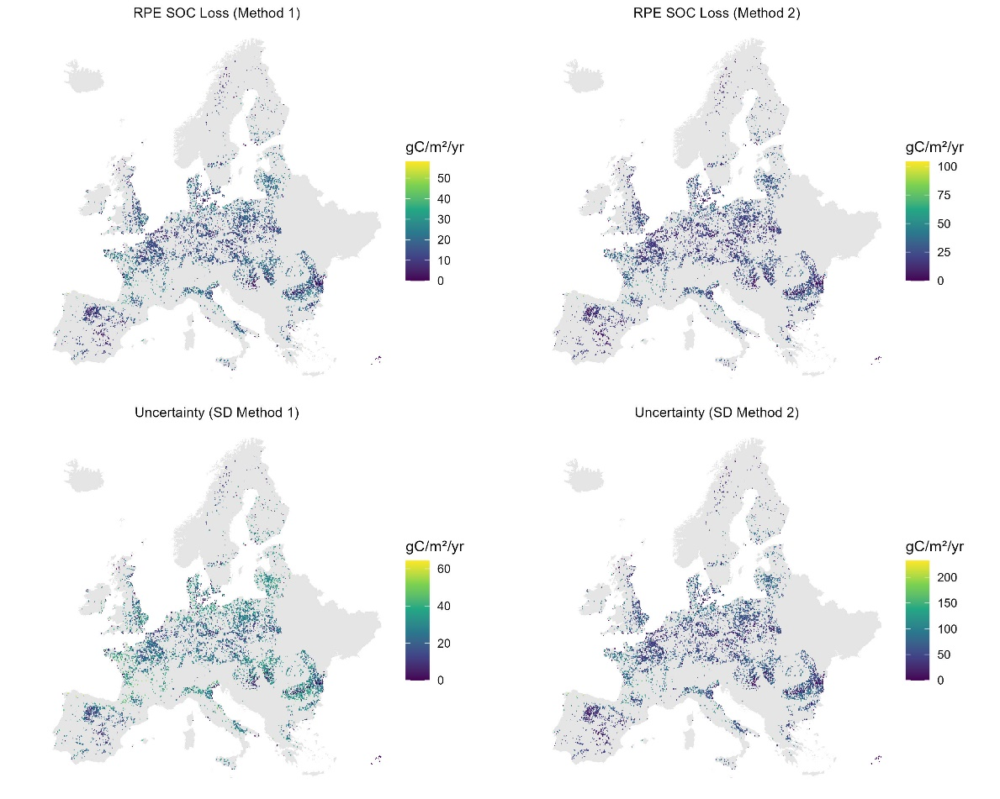 RPE SOC Loss (Method 1)
gC/m²/yr
50
40
30
20
10
0
RPE SOC Loss (Method 2)
gC/m²/yr
100
75
50
25
0
Uncertainty (SD Method 1)
gC/m²/yr
60
40
20
0
Uncertainty (SD Method 2)
gC/m²/yr
200
150
100
50
0